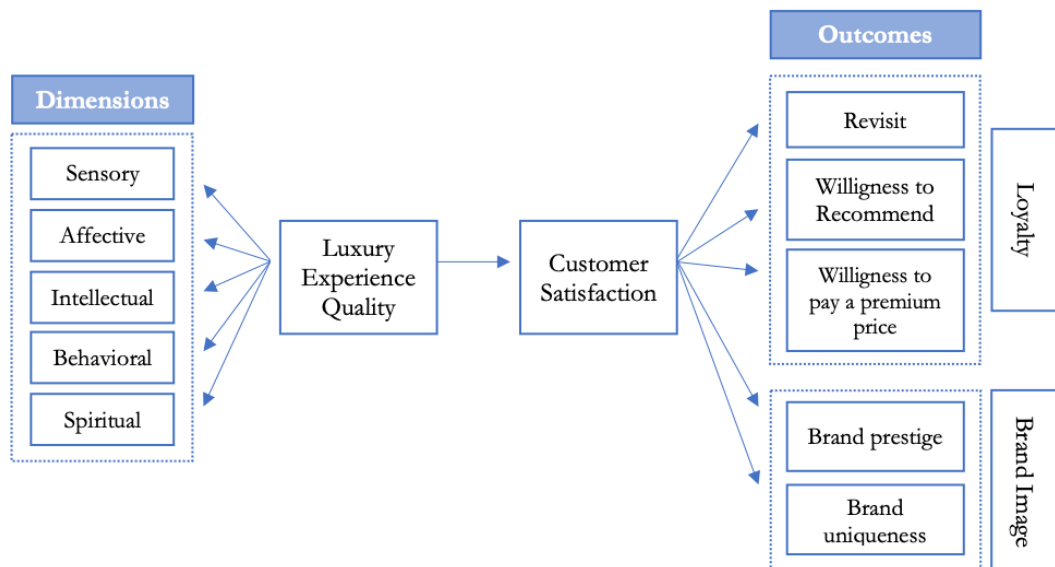 Dimensions
Sensory
Affective
Intellectual
Behavioral
Spiritual
Luxury
Experience
Quality
Customer
Satisfaction
Outcomes
Revisit
Willigness to
Recommend
Willigness to
pay a premium
price
Loyalty
Brand prestige
Brand
uniqueness
Brand Image